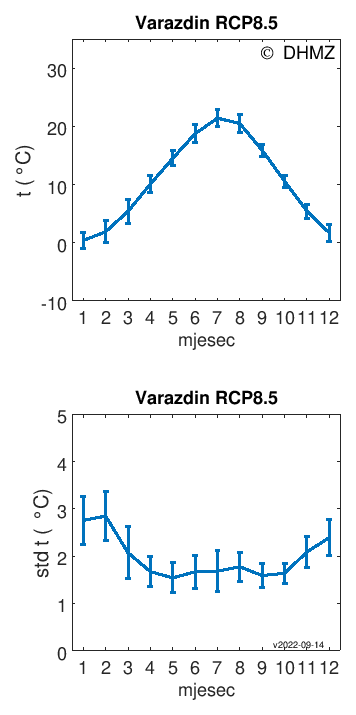 Varazdin RCP8.5
© DHMZ
30
20
10
0
-10
t ( °C)
1 2 3 4 5 6 7 8 9 10 11 12
mjesec
Varazdin RCP8.5
5
4
3
2
1
0
std t ( °C)
v2022-09-14
1 2 3 4 5 6 7 8 9 10 11 12
mjesec